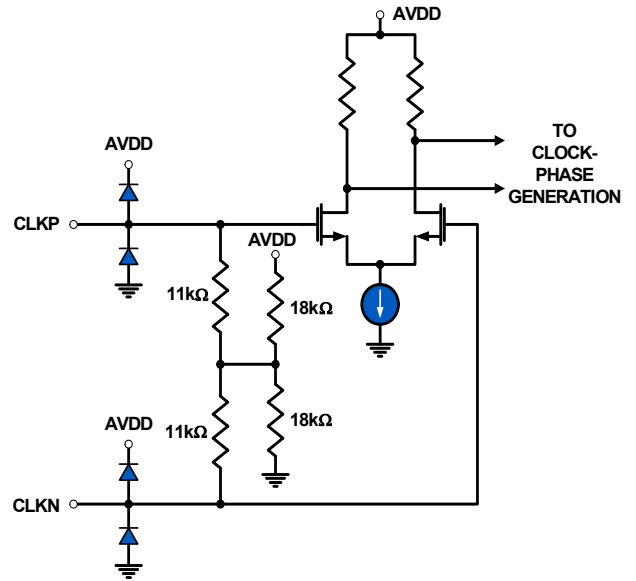 AVDD
TO
CLOCK-
PHASE
GENERATION
AVDD
CLKP
AVDD
11kΩ
18kΩ
11kΩ
18kΩ
AVDD
CLKN